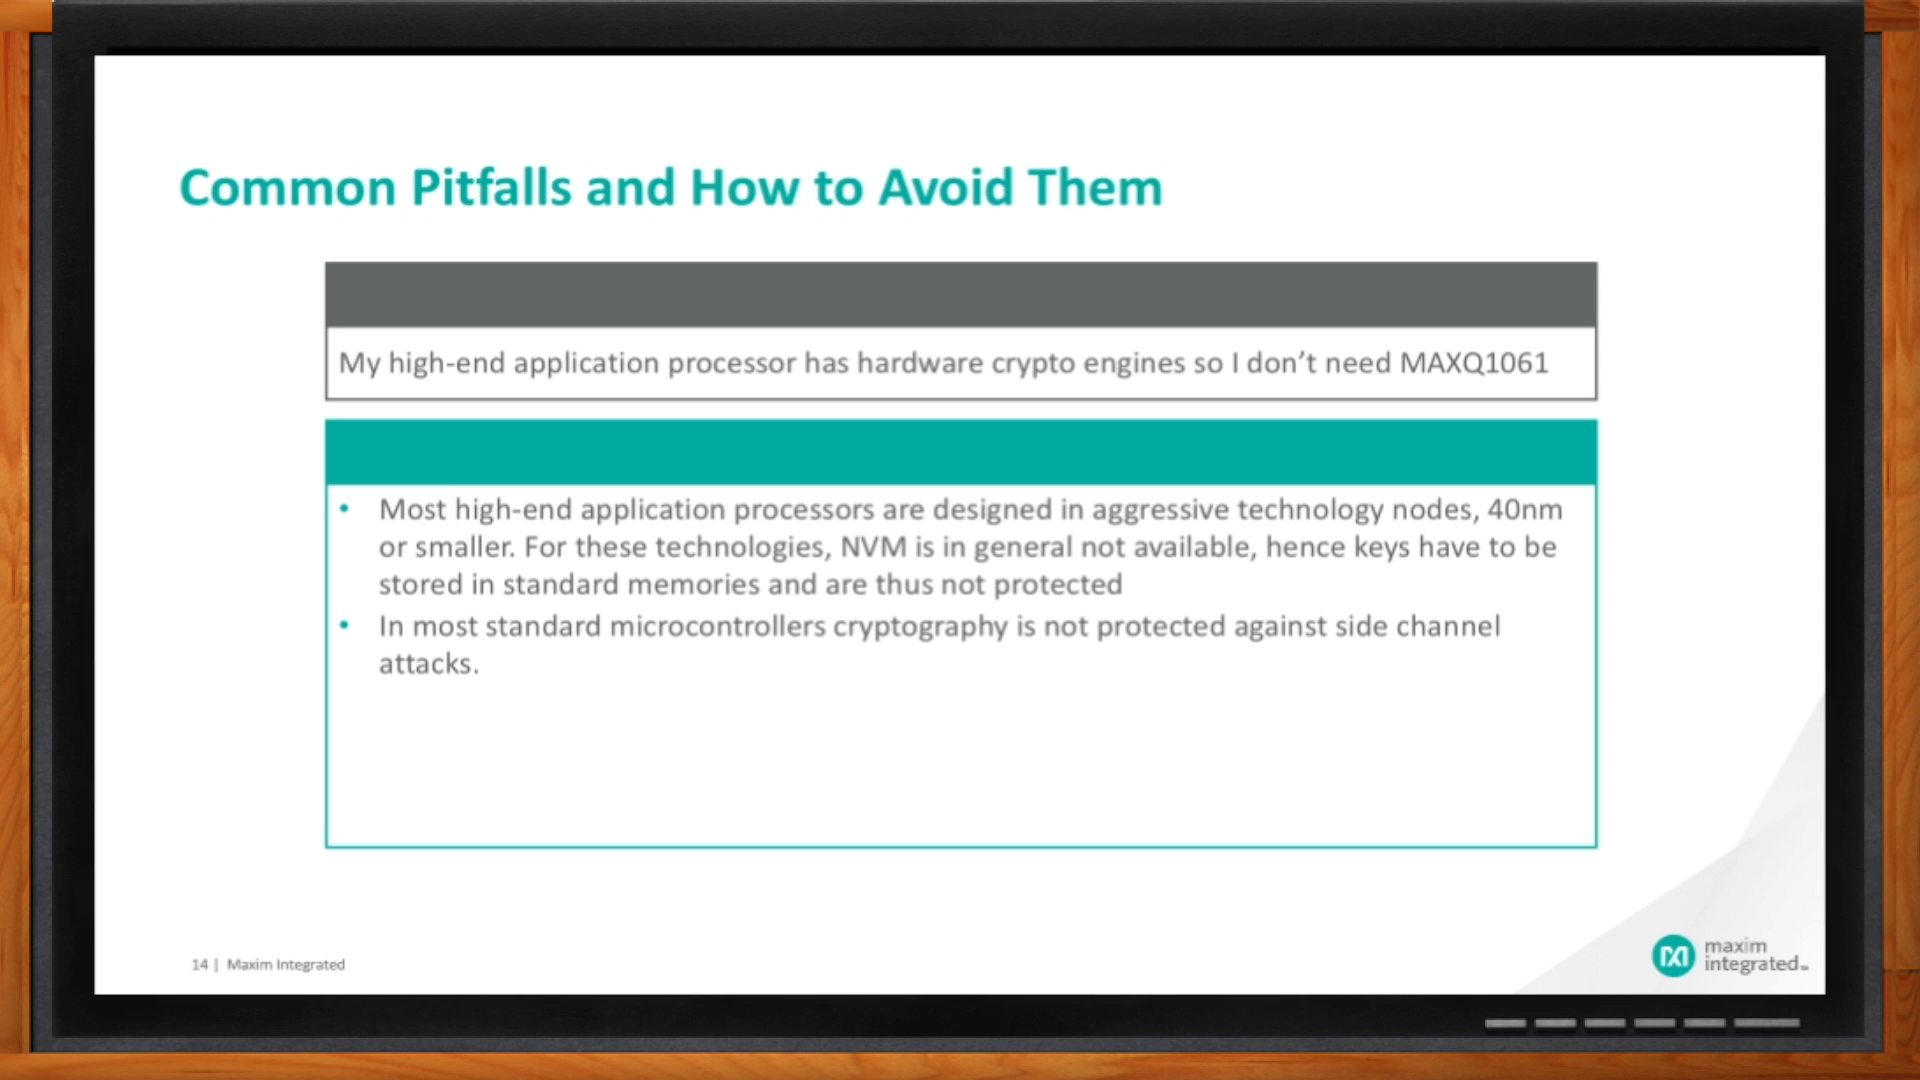 Common Pitfalls and How to Avoid Them
My high-end application processor has hardware crypto engines so I don’t need MAXQ1061
• Most high-end application processors are designed in aggressive technology nodes, 40nm
or smaller. For these technologies, NVM is in general not available, hence keys have to be
stored in standard memories and are thus not protected
• In most standard microcontrollers cryptography is not protected against side channel
attacks.
14 | Maxim Integrated
maxim
integrated™